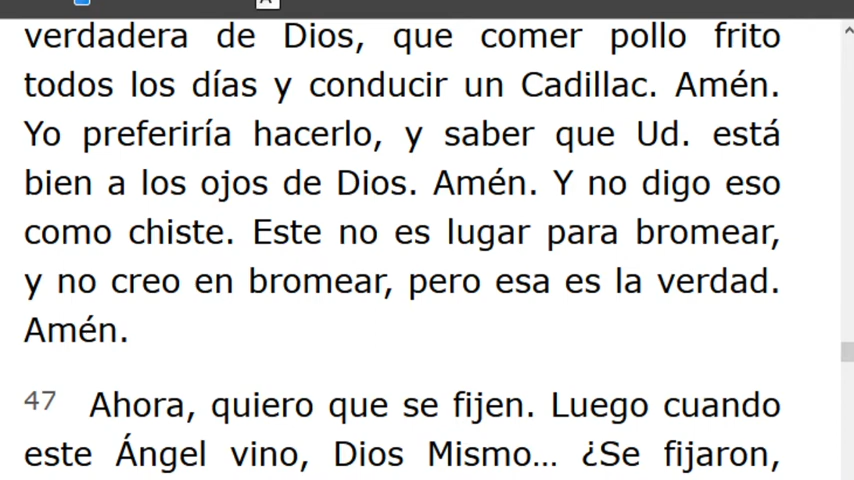 verdadera de Dios, que comer pollo frito
todos los días y conducir un Cadillac. Amén.
Yo preferiría hacerlo, y saber que Ud. está
bien a los ojos de Dios. Amén. Y no digo eso
como chiste. Este no es lugar para bromear,
y no creo en bromear, pero esa es la verdad.
Amén.
47 Ahora, quiero que se fijen. Luego cuando
este Ángel vino, Dios Mismo... ¿Se fijaron,